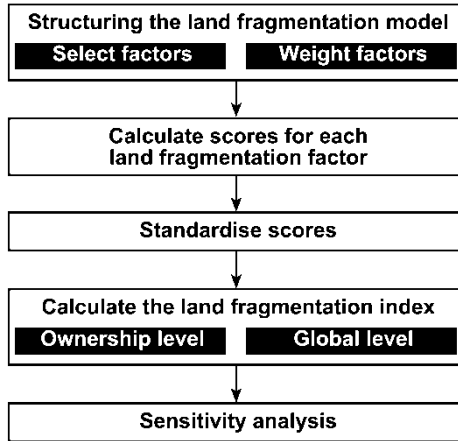 Structuring the land fragmentation model
Select factors
Weight factors
Calculate scores for each
land fragmentation factor
Standardise scores
Calculate the land fragmentation index
Ownership level
Global level
Sensitivity analysis